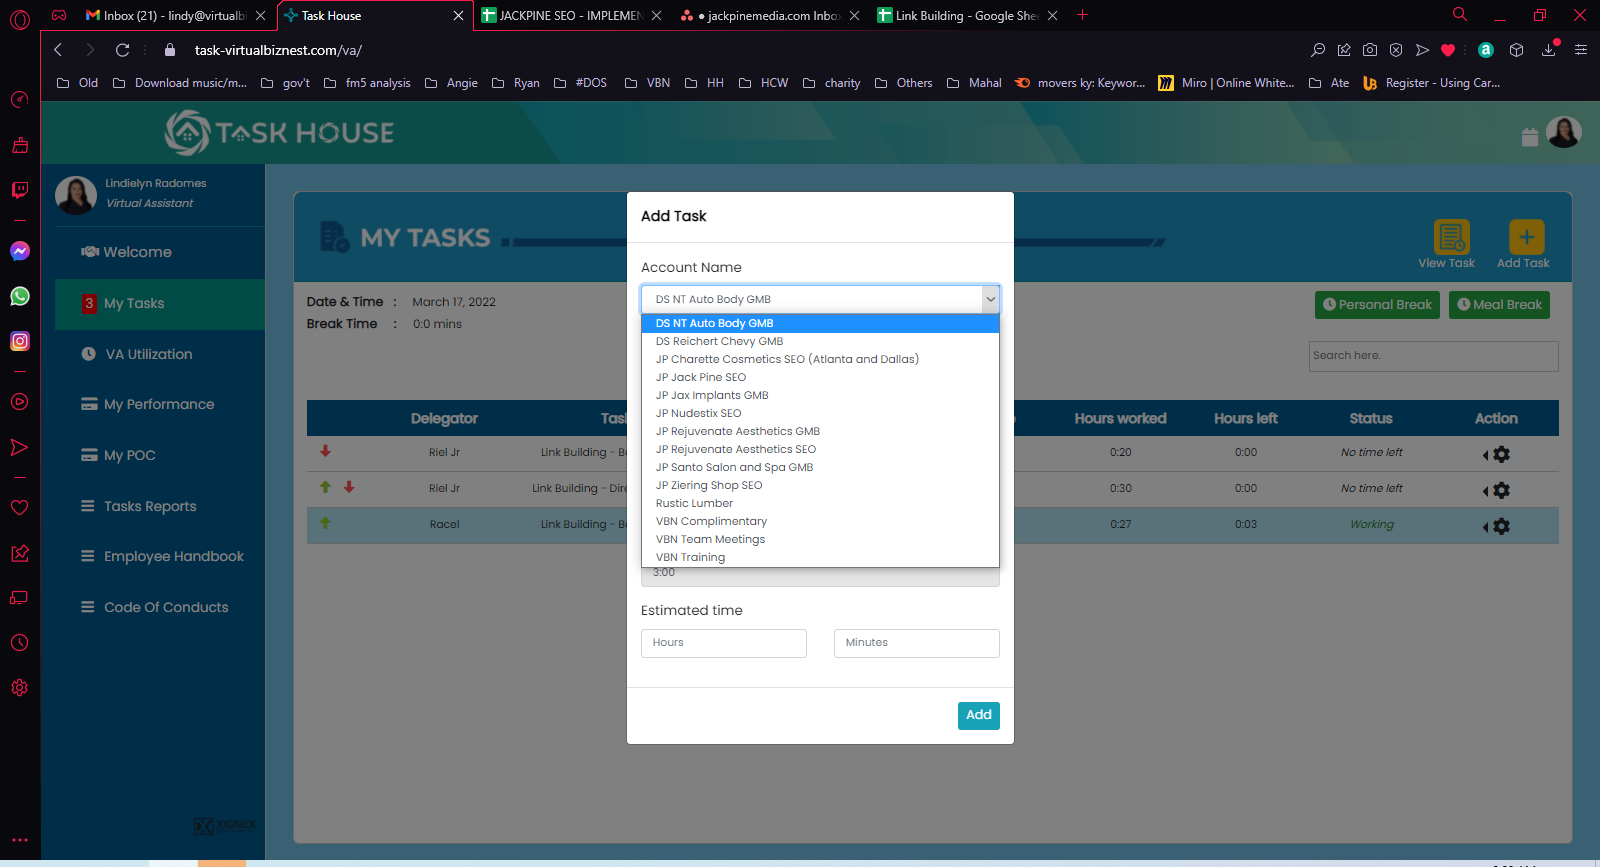 Inbox (21) - lindy@virtualbi
Task House
JACKPINE SEO - IMPLEMEN
● jackpinemedia.com Inbox
Link Building - Google Shee
task-virtualbiznest.com/va/
Old
Download music/m...
gov't
fm5 analysis
Angie
Ryan
#DOS
VBN
HH
HCW
charity
Others
Mahal
movers ky: Keywor...
Miro | Online White...
Ate
Register - Using Car...
TASK HOUSE
Lindielyn Radomes
Virtual Assistant
Welcome
3 My Tasks
VA Utilization
My Performance
My POC
Tasks Reports
Employee Handbook
Code Of Conducts
XIGNEX
MY TASKS
View Task
Add Task
Date & Time : March 17, 2022
Break Time : 0:0 mins
Personal Break
Meal Break
Search here.
Delegator Task Hours worked Hours left Status Action
Riel Jr Link Building - B 0:20 0:00 No time left
Riel Jr Link Building - Dire 0:30 0:00 No time left
Racel Link Building - B 0:27 0:03 Working
Add Task
Account Name
DS NT Auto Body GMB
DS NT Auto Body GMB
DS Reichert Chevy GMB
JP Charette Cosmetics SEO (Atlanta and Dallas)
JP Jack Pine SEO
JP Jax Implants GMB
JP Nudestix SEO
JP Rejuvenate Aesthetics GMB
JP Rejuvenate Aesthetics SEO
JP Santo Salon and Spa GMB
JP Ziering Shop SEO
Rustic Lumber
VBN Complimentary
VBN Team Meetings
VBN Training
3:00
Estimated time
Hours
Minutes
Add